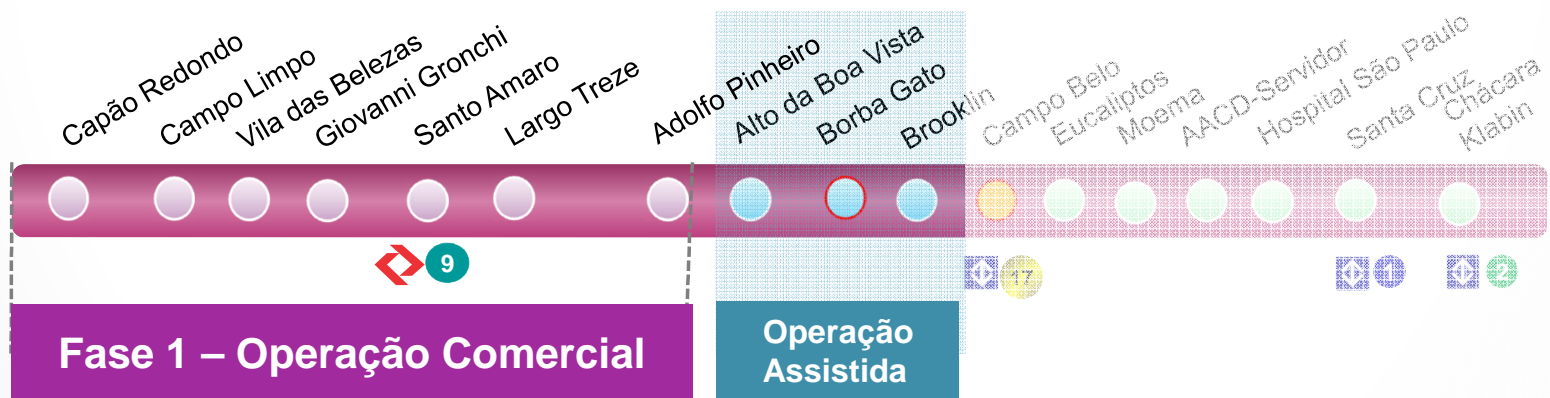 Capão Redondo
Campo Limpo
Vila das Belezas
Giovanni Gronchi
Santo Amaro
Largo Treze
Adolfo Pinheiro
Alto da Boa Vista
Borba Gato
Brooklin
Campo Belo
Eucaliptos
Moema
AACD-Servidor
Hospital São Paulo
Santa Cruz
Chácara
Klabin
9
17
1
2
Fase 1 – Operação Comercial
Operação
Assistida